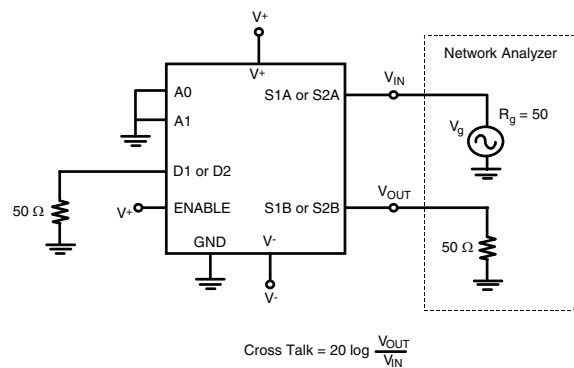 V+
Network Analyzer
V+
VIN
A0
S1A or S2A
Rg = 50
A1
Vg
D1 or D2
VOUT
50 Ω
V+
ENABLE
S1B or S2B
GND
V-
50 Ω
V-
Cross Talk = 20 log VOUT
VIN